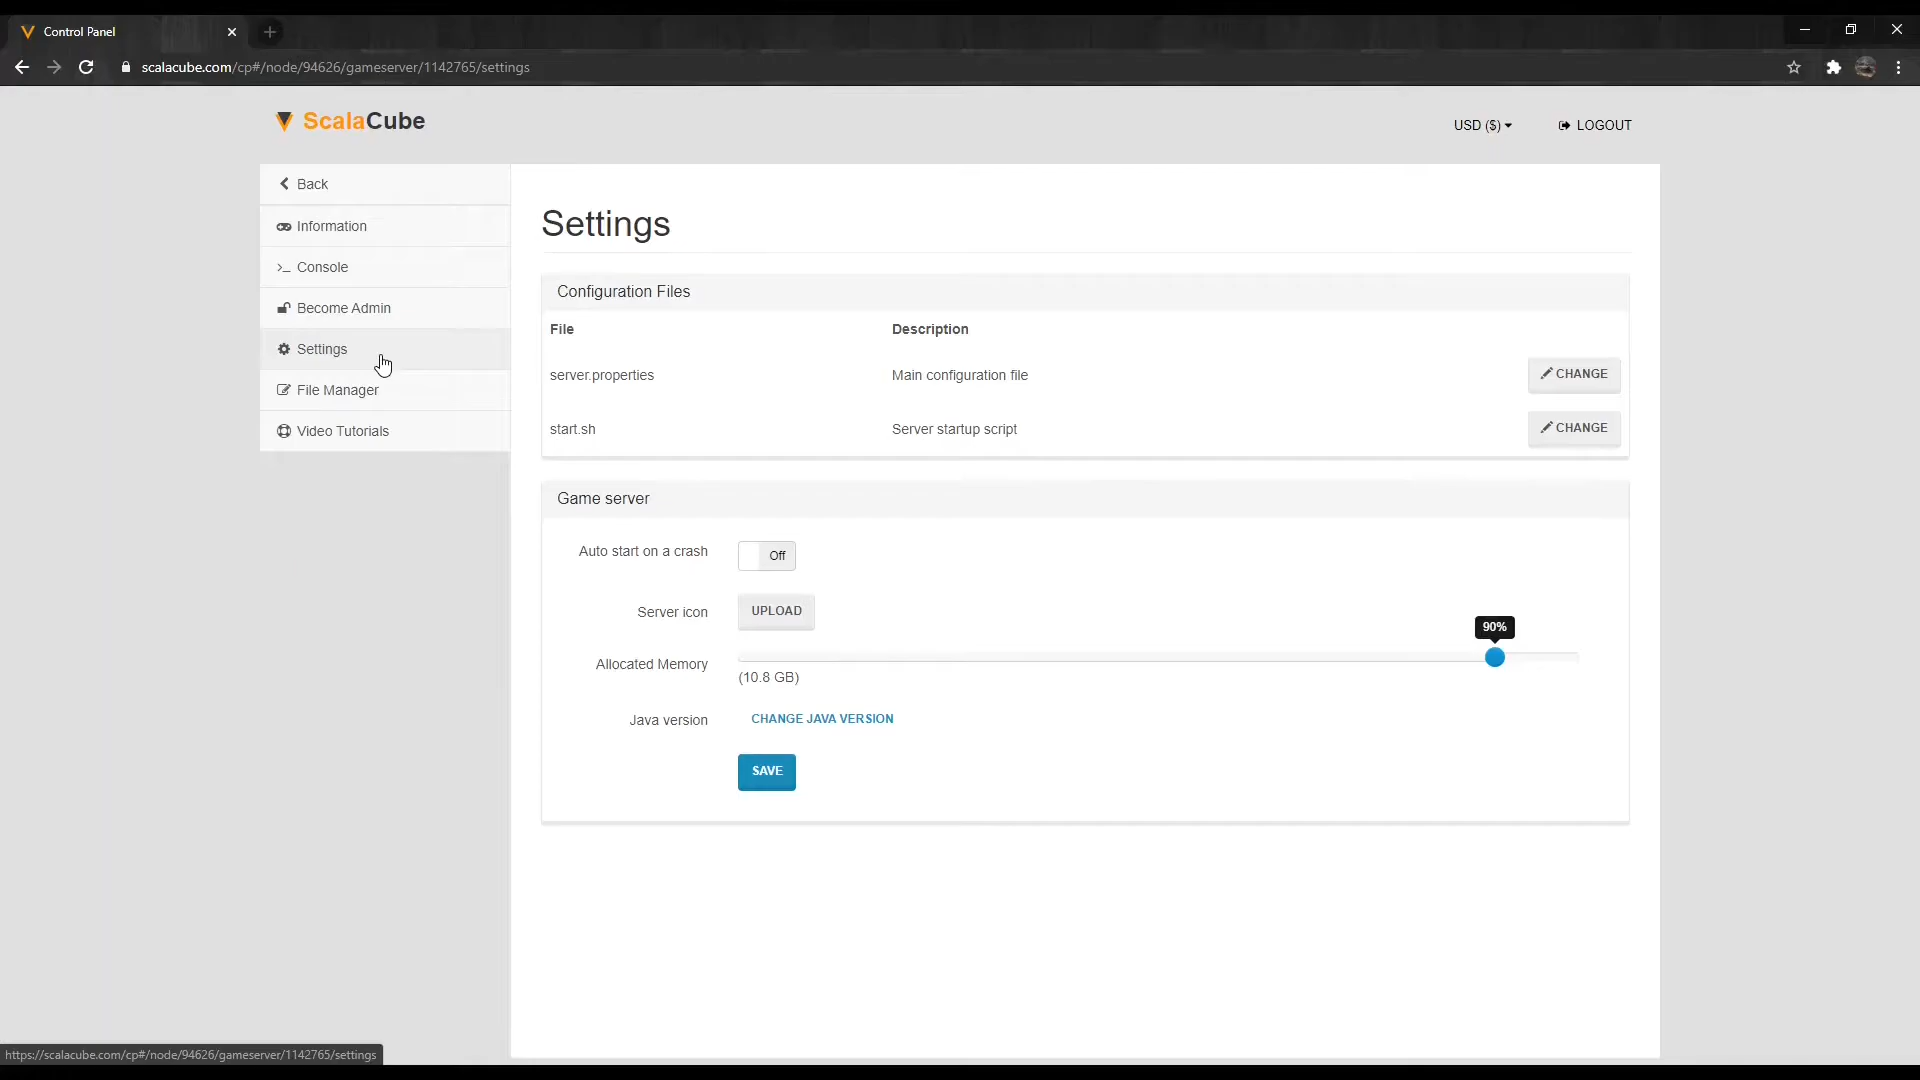 Control Panel
scalacube.com/cp#/node/94626/gameserver/1142765/settings
ScalaCube
USD ($)
LOGOUT
Back
Information
Console
Become Admin
Settings
File Manager
Video Tutorials
Settings
Configuration Files
File Description
server.properties Main configuration file CHANGE
start.sh Server startup script CHANGE
Game server
Auto start on a crash Off
Server icon UPLOAD
90%
Allocated Memory
(10.8 GB)
Java version CHANGE JAVA VERSION
SAVE
https://scalacube.com/cp#/node/94626/gameserver/1142765/settings